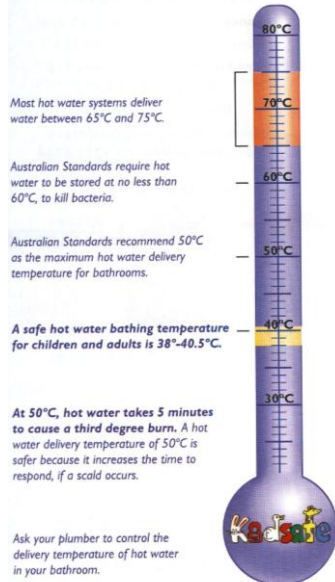 80°C
Most hot water systems deliver
water between 65°C and 75°C.
70°C
Australian Standards require hot
water to be stored at no less than
60°C, to kill bacteria.
60°C
Australian Standards recommend 50°C
as the maximum hot water delivery
temperature for bathrooms.
50°C
A safe hot water bathing temperature
for children and adults is 38°-40.5°C.
40°C
At 50°C, hot water takes 5 minutes
to cause a third degree burn. A hot
water delivery temperature of 50°C is
safer because it increases the time to
respond, if a scald occurs.
30°C
Kidsafe
Ask your plumber to control the
delivery temperature of hot water
in your bathroom.